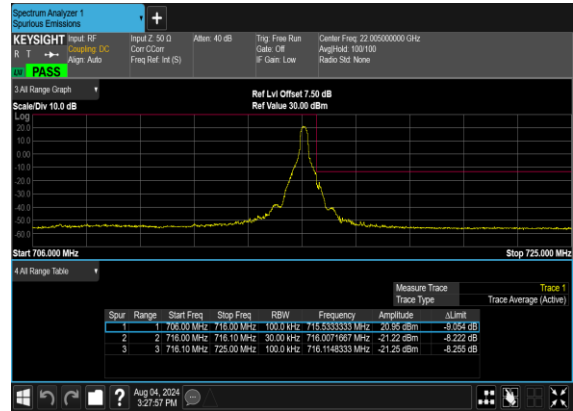 Spectrum Analyzer 1
Spurious Emissions
KEYSIGHT Input: RF Input Z: 50 Ω Atten: 40 dB Trig: Free Run Center Freq: 22.005000000 GHz
R T Coupling: DC Corr CCorr Gate: Off Avg|Hold: 100/100
Align: Auto Freq Ref: Int (S) IF Gain: Low Radio Std: None
LW PASS
3 All Range Graph
Ref Lvl Offset 7.50 dB
Scale/Div 10.0 dB Ref Value 30.00 dBm
Log
20.0
10.0
0.00
-10.0
-20.0
-30.0
-40.0
-50.0
-60.0
Start 706.000 MHz Stop 725.000 MHz
4 All Range Table
Measure Trace Trace 1
Trace Type Trace Average (Active)
Spur Range Start Freq Stop Freq RBW Frequency Amplitude ΔLimit
1 1 706.00 MHz 716.00 MHz 100.0 kHz 715.5333333 MHz 20.95 dBm -9.054 dB
2 2 716.00 MHz 716.10 MHz 30.00 kHz 716.0071667 MHz -21.22 dBm -8.222 dB
3 3 716.10 MHz 725.00 MHz 100.0 kHz 716.1148333 MHz -21.25 dBm -8.255 dB
? Aug 04, 2024
3:27:57 PM